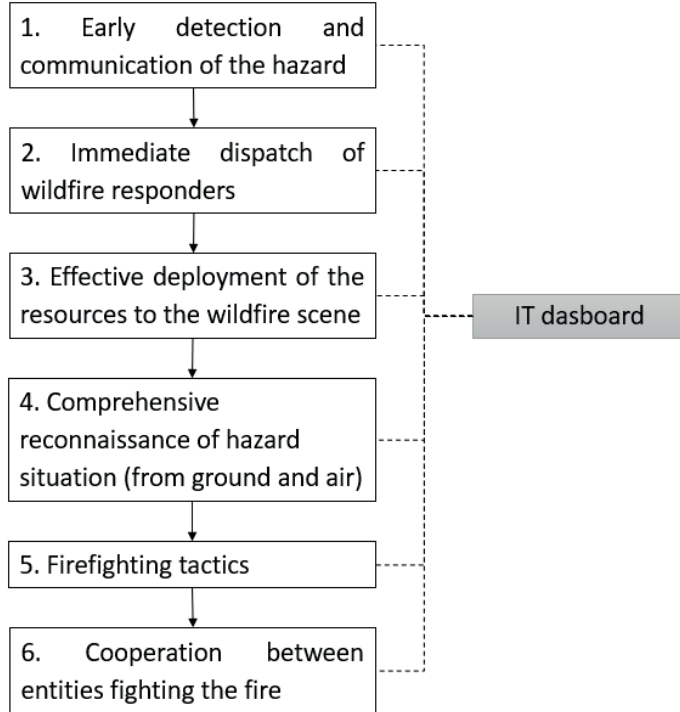 1. Early detection and
communication of the hazard
2. Immediate dispatch of
wildfire responders
3. Effective deployment of the
resources to the wildfire scene
IT dasboard
4. Comprehensive
reconnaissance of hazard
situation (from ground and air)
5. Firefighting tactics
6. Cooperation between
entities fighting the fire